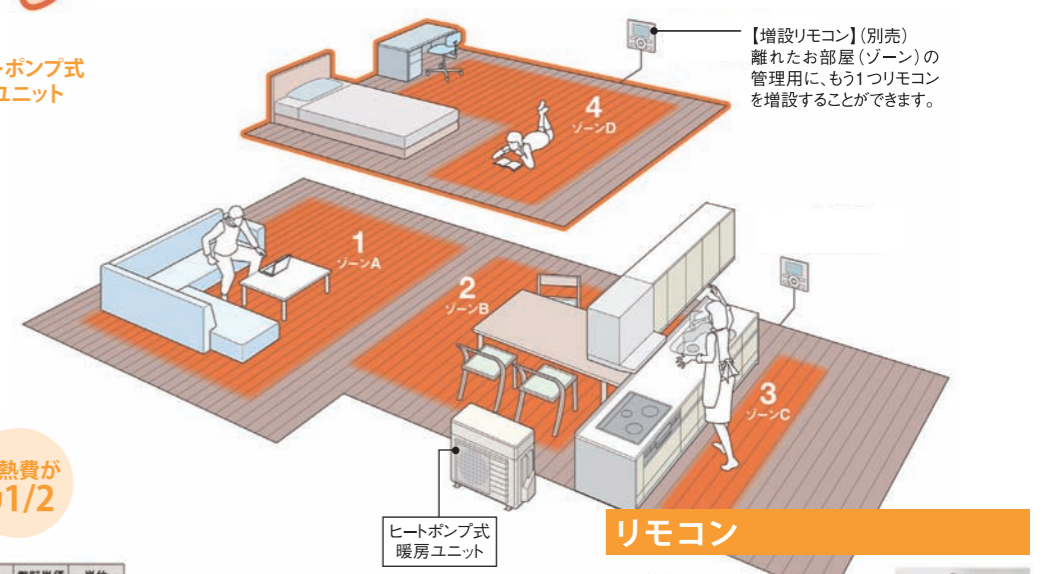 【増設リモコン】(別売)
離れたお部屋(ゾーン)の
管理用に、もう1つリモコン
を増設することができます。
トポンプ式
ユニット
4
ゾーンD
1
ゾーンA
2
ゾーンB
3
ゾーンC
熱費が
1/2
ヒートポンプ式
暖房ユニット
リモコン